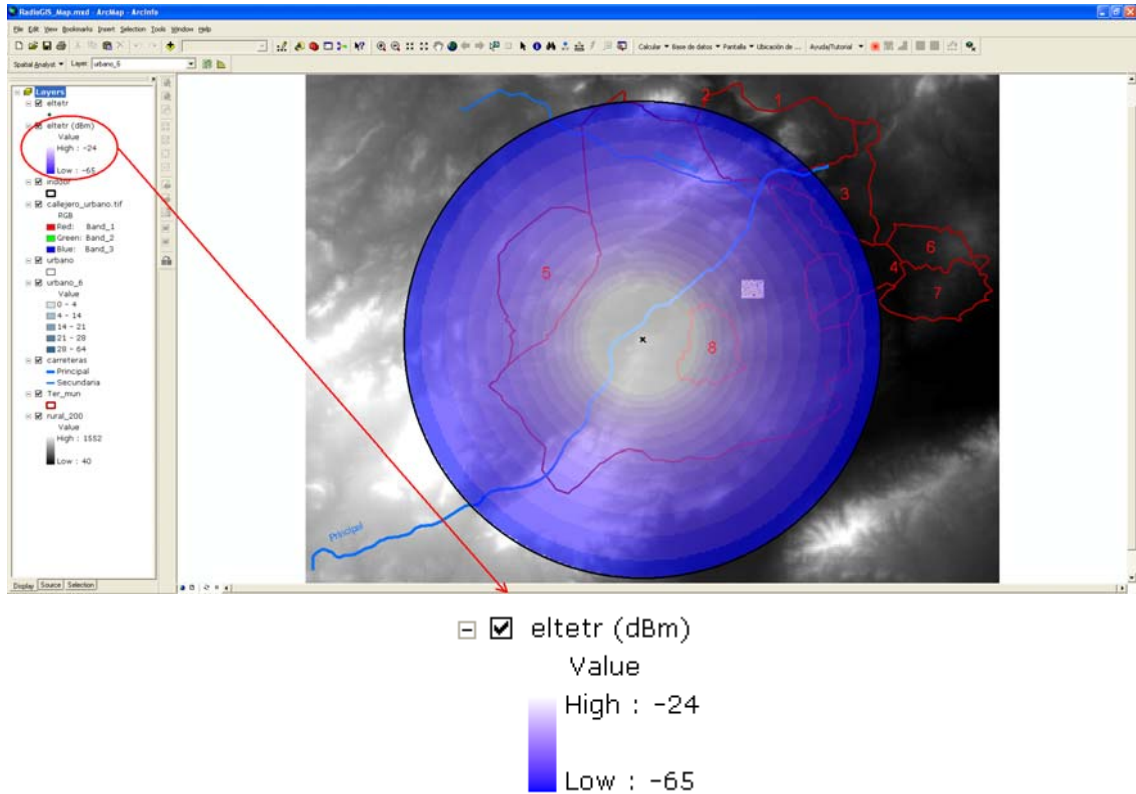 RadioGIS_Map.mxd - ArcMap - ArcInfo
File Edit View Bookmarks Insert Selection Tools Window Help
Calcular Base de datos Pantalla Ubicación de ... Ayuda/Tutorial
Spatial Analyst Layer: urbano_6
Layers
eltetr
eltetr (dBm)
Value
High : -24
Low : -65
indoor
callejero_urbano.tif
RGB
Red: Band_1
Green: Band_2
Blue: Band_3
urbano
urbano_6
Value
0 - 4
4 - 14
14 - 21
21 - 28
28 - 64
carreteras
Principal
Secundaria
Ter_mun
rural_200
Value
High : 1552
Low : 40
Display Source Selection
2
1
3
6
5
4
7
8
Principal
eltetr (dBm)
Value
High : -24
Low : -65